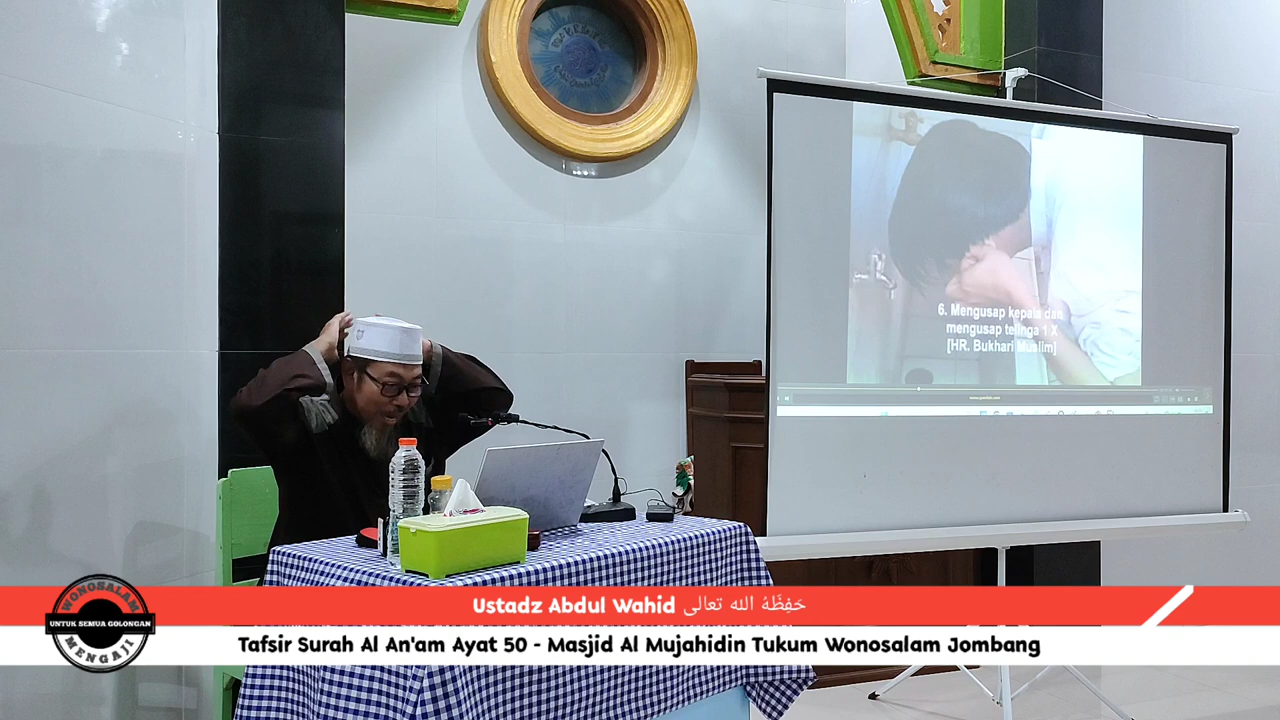 6. Mengusap kepala dan
mengusap telinga 1 X
[HR. Bukhari Muslim]
Ustadz Abdul Wahid حَفِظَهُ الله تعالى
Tafsir Surah Al An'am Ayat 50 - Masjid Al Mujahidin Tukum Wonosalam Jombang
WONOSALAM
UNTUK SEMUA GOLONGAN
MENGAJI